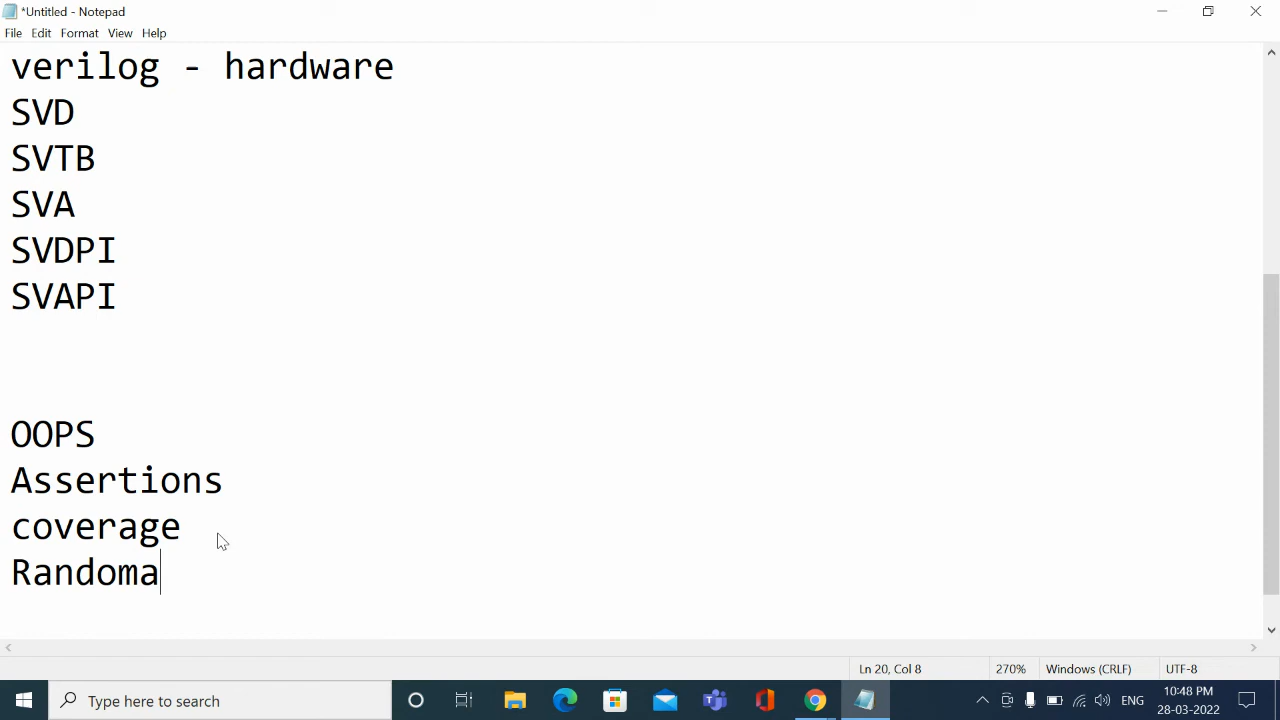 *Untitled - Notepad
File Edit Format View Help
verilog - hardware
SVD
SVTB
SVA
SVDPI
SVAPI
OOPS
Assertions
coverage
Randoma
Ln 20, Col 8 270% Windows (CRLF) UTF-8
Type here to search
ENG
10:48 PM
28-03-2022